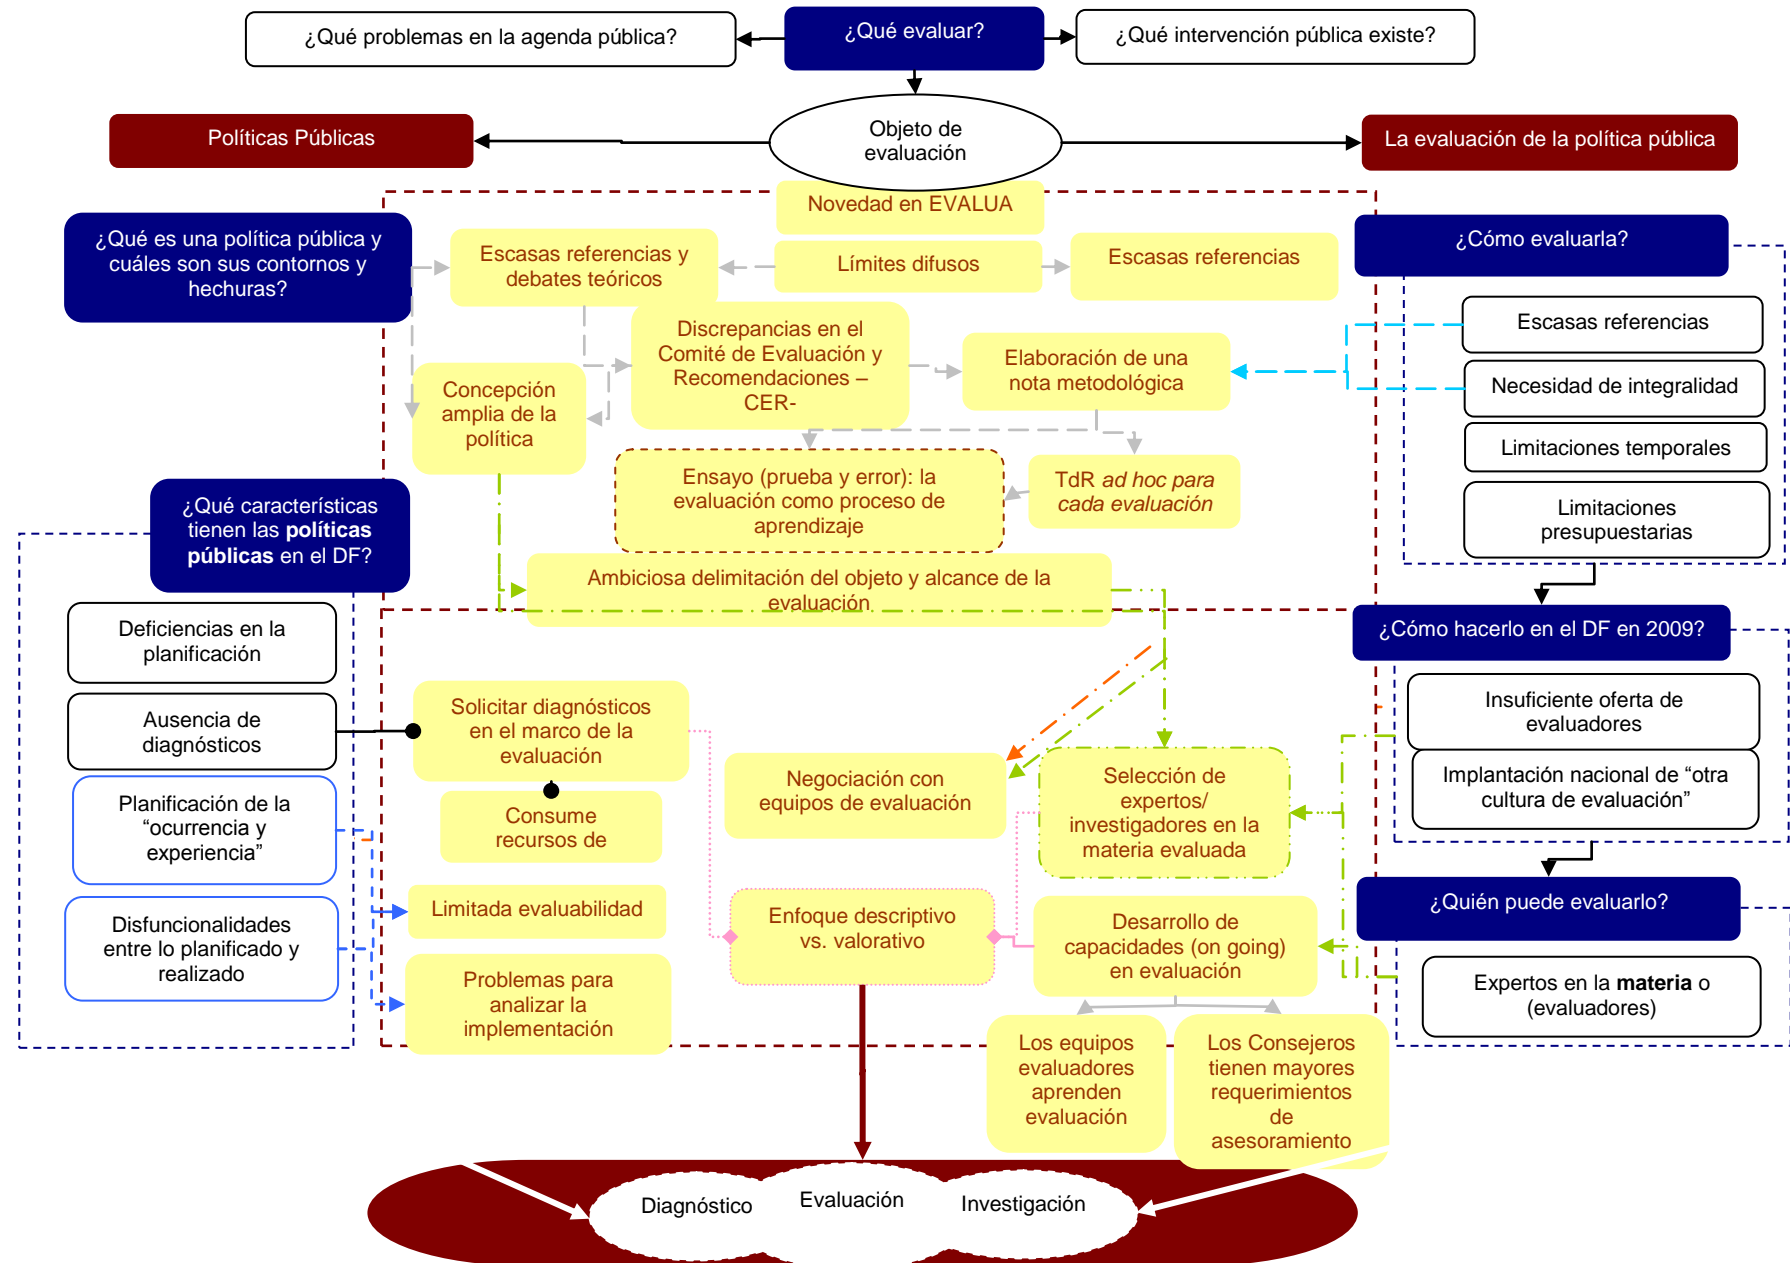 ¿Qué problemas en la agenda pública?
¿Qué evaluar?
¿Qué intervención pública existe?
Políticas Públicas
Objeto de
evaluación
La evaluación de la política pública
Novedad en EVALUA
¿Qué es una política pública y
cuáles son sus contornos y
hechuras?
Escasas referencias y
debates teóricos
Límites difusos
Escasas referencias
¿Cómo evaluarla?
Discrepancias en el
Comité de Evaluación y
Recomendaciones –
CER-
Elaboración de una
nota metodológica
Escasas referencias
Necesidad de integralidad
Limitaciones temporales
Limitaciones
presupuestarias
Concepción
amplia de la
política
Ensayo (prueba y error): la
evaluación como proceso de
aprendizaje
TdR ad hoc para
cada evaluación
¿Qué características
tienen las políticas
públicas en el DF?
Ambiciosa delimitación del objeto y alcance de la
evaluación
¿Cómo hacerlo en el DF en 2009?
Deficiencias en la
planificación
Ausencia de
diagnósticos
Solicitar diagnósticos
en el marco de la
evaluación
Consume
recursos de
Negociación con
equipos de evaluación
Selección de
expertos/
investigadores en la
materia evaluada
Insuficiente oferta de
evaluadores
Implantación nacional de “otra
cultura de evaluación”
Planificación de la
“ocurrencia y
experiencia”
Disfuncionalidades
entre lo planificado y
realizado
Limitada evaluabilidad
Problemas para
analizar la
implementación
Enfoque descriptivo
vs. valorativo
Desarrollo de
capacidades (on going)
en evaluación
¿Quién puede evaluarlo?
Expertos en la materia o
(evaluadores)
Los equipos
evaluadores
aprenden
evaluación
Los Consejeros
tienen mayores
requerimientos
de
asesoramiento
Diagnóstico
Evaluación
Investigación